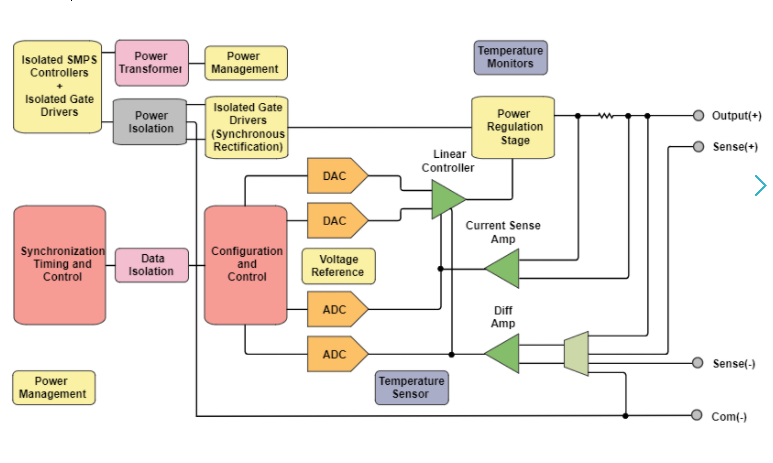 Isolated SMPS
Controllers
+
Isolated Gate
Drivers
Power
Transformer
Power
Management
Temperature
Monitors
Power
Isolation
Isolated Gate
Drivers
(Synchronous
Rectification)
Power
Regulation
Stage
Output(+)
Sense(+)
Linear
Controller
DAC
DAC
Current Sense
Amp
Synchronization
Timing and
Control
Data
Isolation
Configuration
and
Control
Voltage
Reference
ADC
Diff
Amp
ADC
Sense(-)
Power
Management
Temperature
Sensor
Com(-)